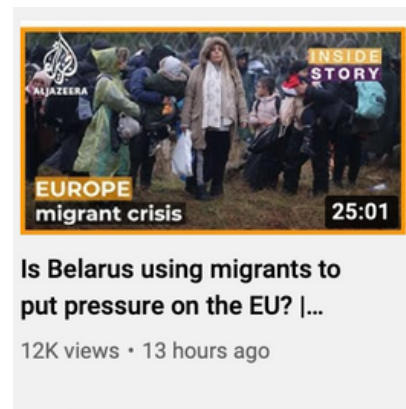 INSIDE
STORY
ALJAZEERA
EUROPE
migrant crisis
25:01
Is Belarus using migrants to
put pressure on the EU? |...
12K views • 13 hours ago